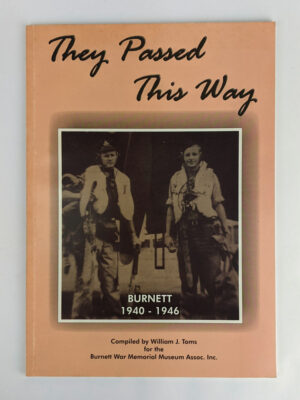 They Passed
This Way
BURNETT
1940 - 1946
Compiled by William J. Toms
for the
Burnett War Memorial Museum Assoc. Inc.